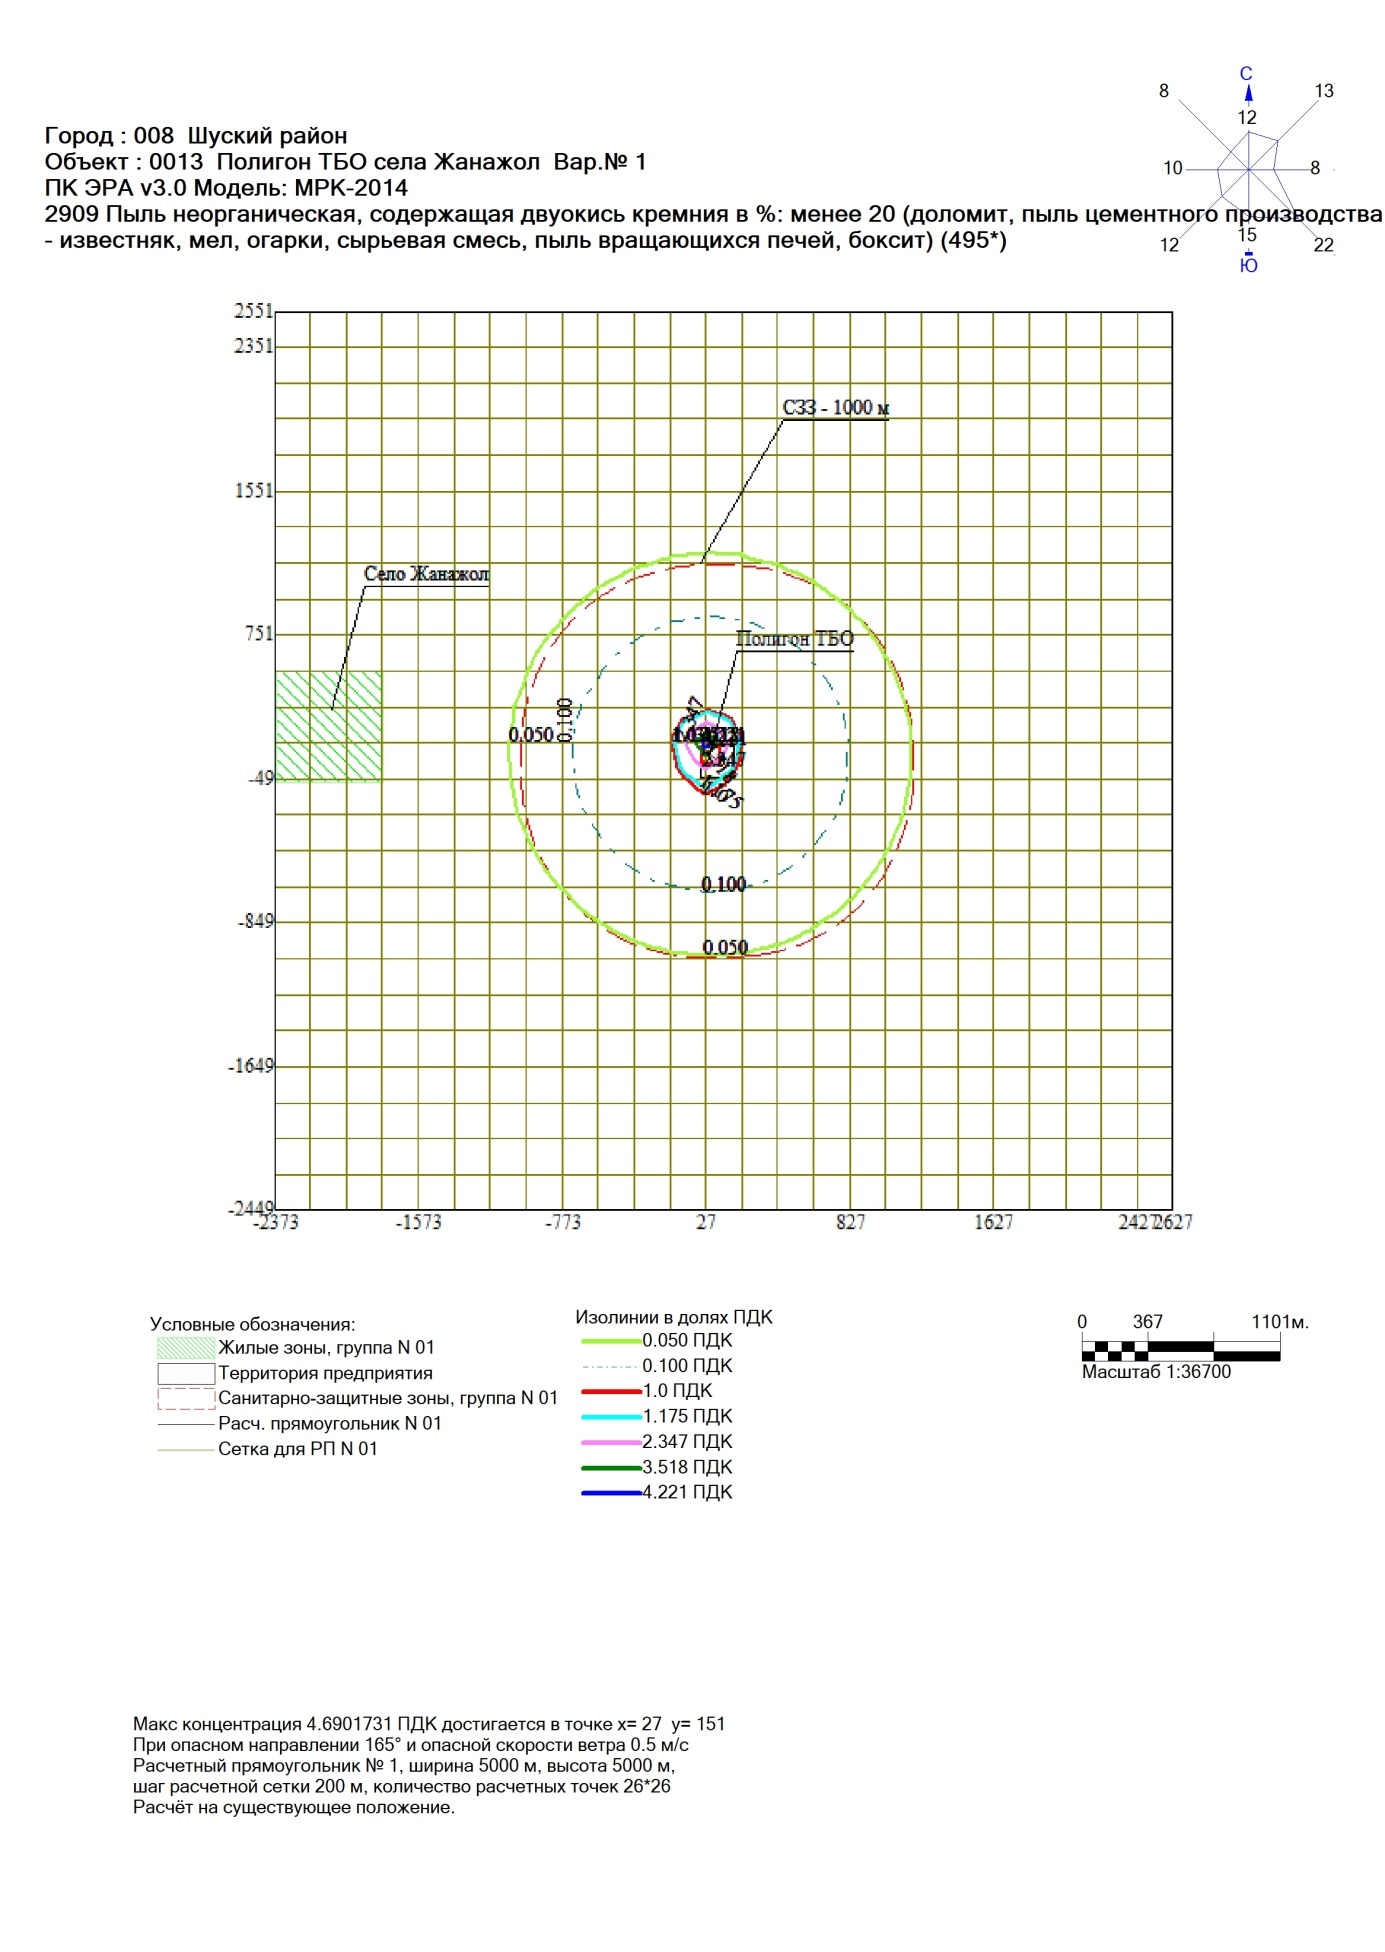 С
8
13
12
10
8
15
12
22
Ю
Город : 008 Шуский район
Объект : 0013 Полигон ТБО села Жанажол Вар.№ 1
ПК ЭРА v3.0 Модель: МРК-2014
2909 Пыль неорганическая, содержащая двуокись кремния в %: менее 20 (доломит, пыль цементного производства
- известняк, мел, огарки, сырьевая смесь, пыль вращающихся печей, боксит) (495*)
2551
2351
СЗЗ - 1000 м
1551
Село Жанажол
751
Полигон ТБО
0.100
0.050
-49
0.100
-849
0.050
-1649
-2449
-2373
-1573
-773
27
827
1627
2427
2627
Условные обозначения:
Жилые зоны, группа N 01
Территория предприятия
Санитарно-защитные зоны, группа N 01
Расч. прямоугольник N 01
Сетка для РП N 01
Изолинии в долях ПДК
0.050 ПДК
0.100 ПДК
1.0 ПДК
1.175 ПДК
2.347 ПДК
3.518 ПДК
4.221 ПДК
0 367 1101м.
Масштаб 1:36700
Макс концентрация 4.6901731 ПДК достигается в точке x= 27 y= 151
При опасном направлении 165° и опасной скорости ветра 0.5 м/с
Расчетный прямоугольник № 1, ширина 5000 м, высота 5000 м,
шаг расчетной сетки 200 м, количество расчетных точек 26*26
Расчёт на существующее положение.